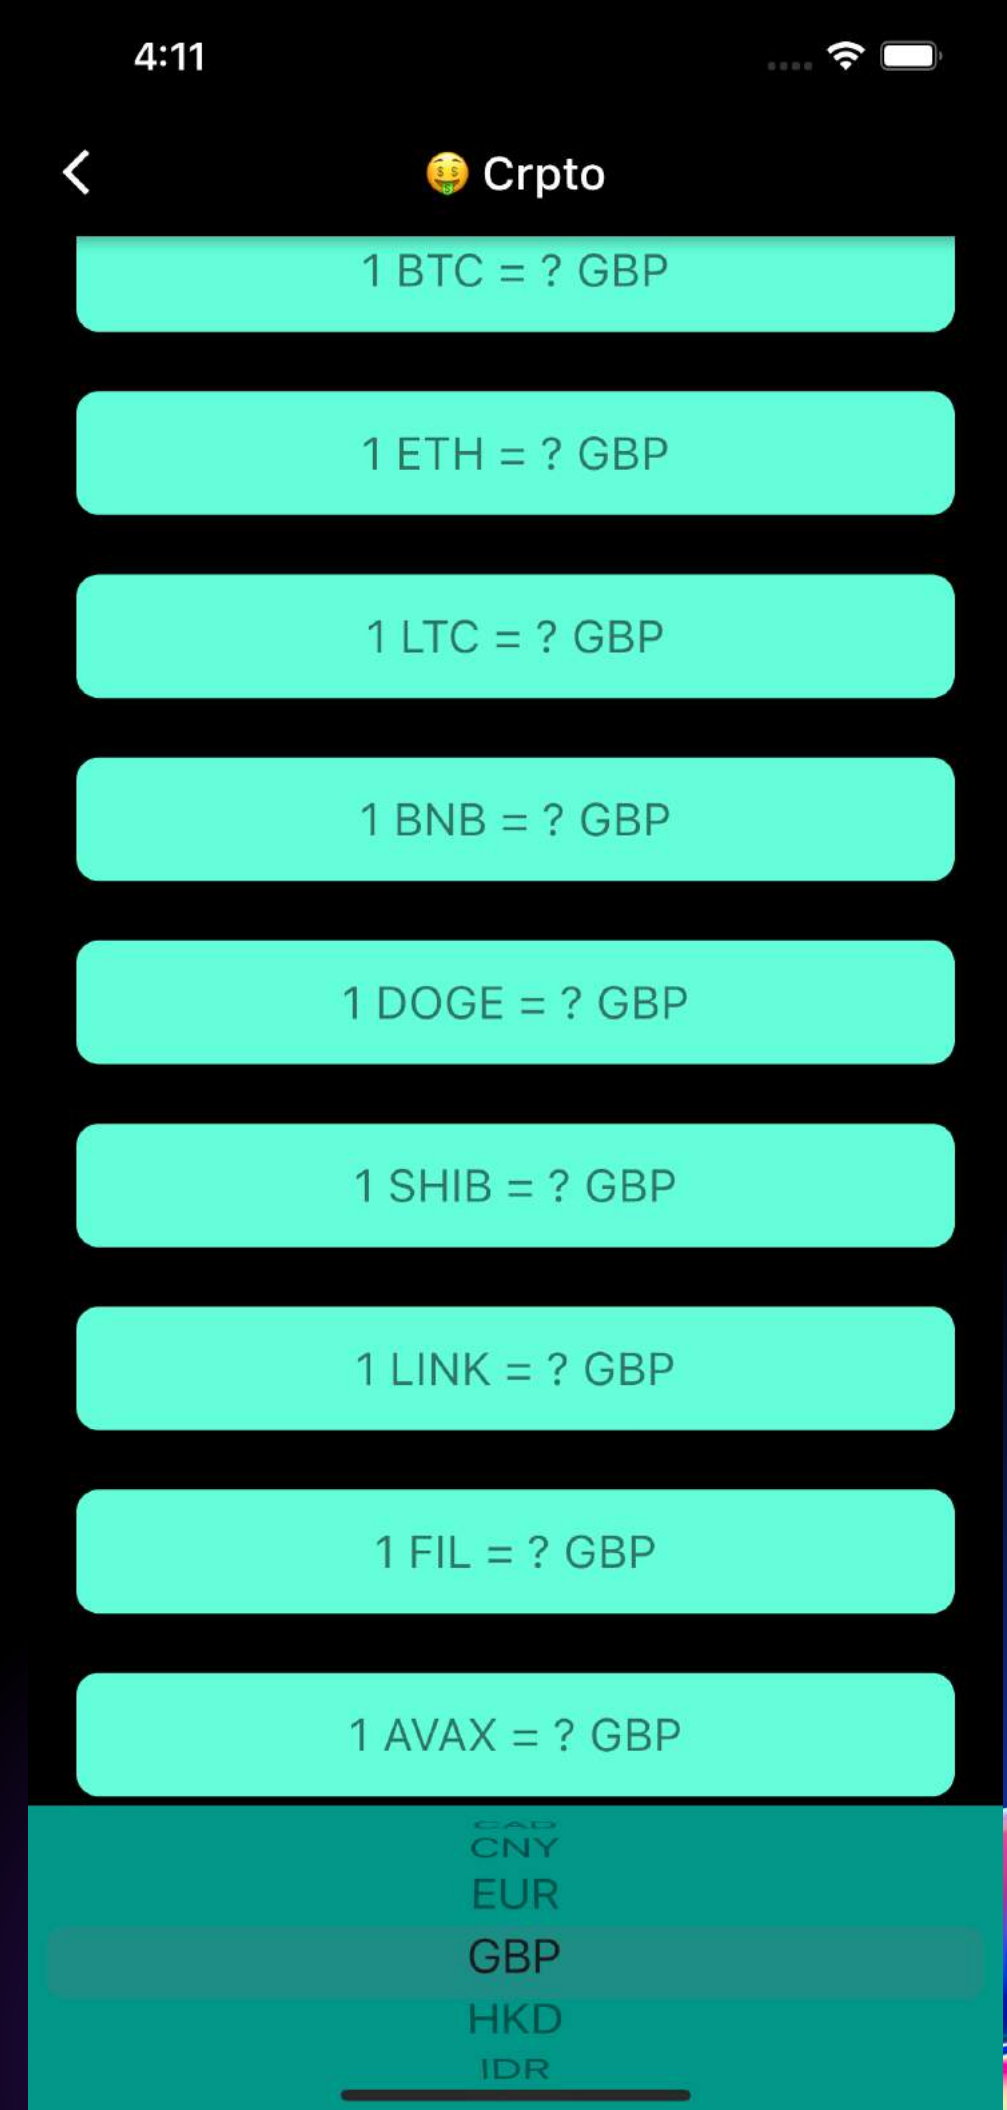 4:11
🤑 Crpto
1 BTC = ? GBP
1 ETH = ? GBP
1 LTC = ? GBP
1 BNB = ? GBP
1 DOGE = ? GBP
1 SHIB = ? GBP
1 LINK = ? GBP
1 FIL = ? GBP
1 AVAX = ? GBP
CAD
CNY
EUR
GBP
HKD
IDR